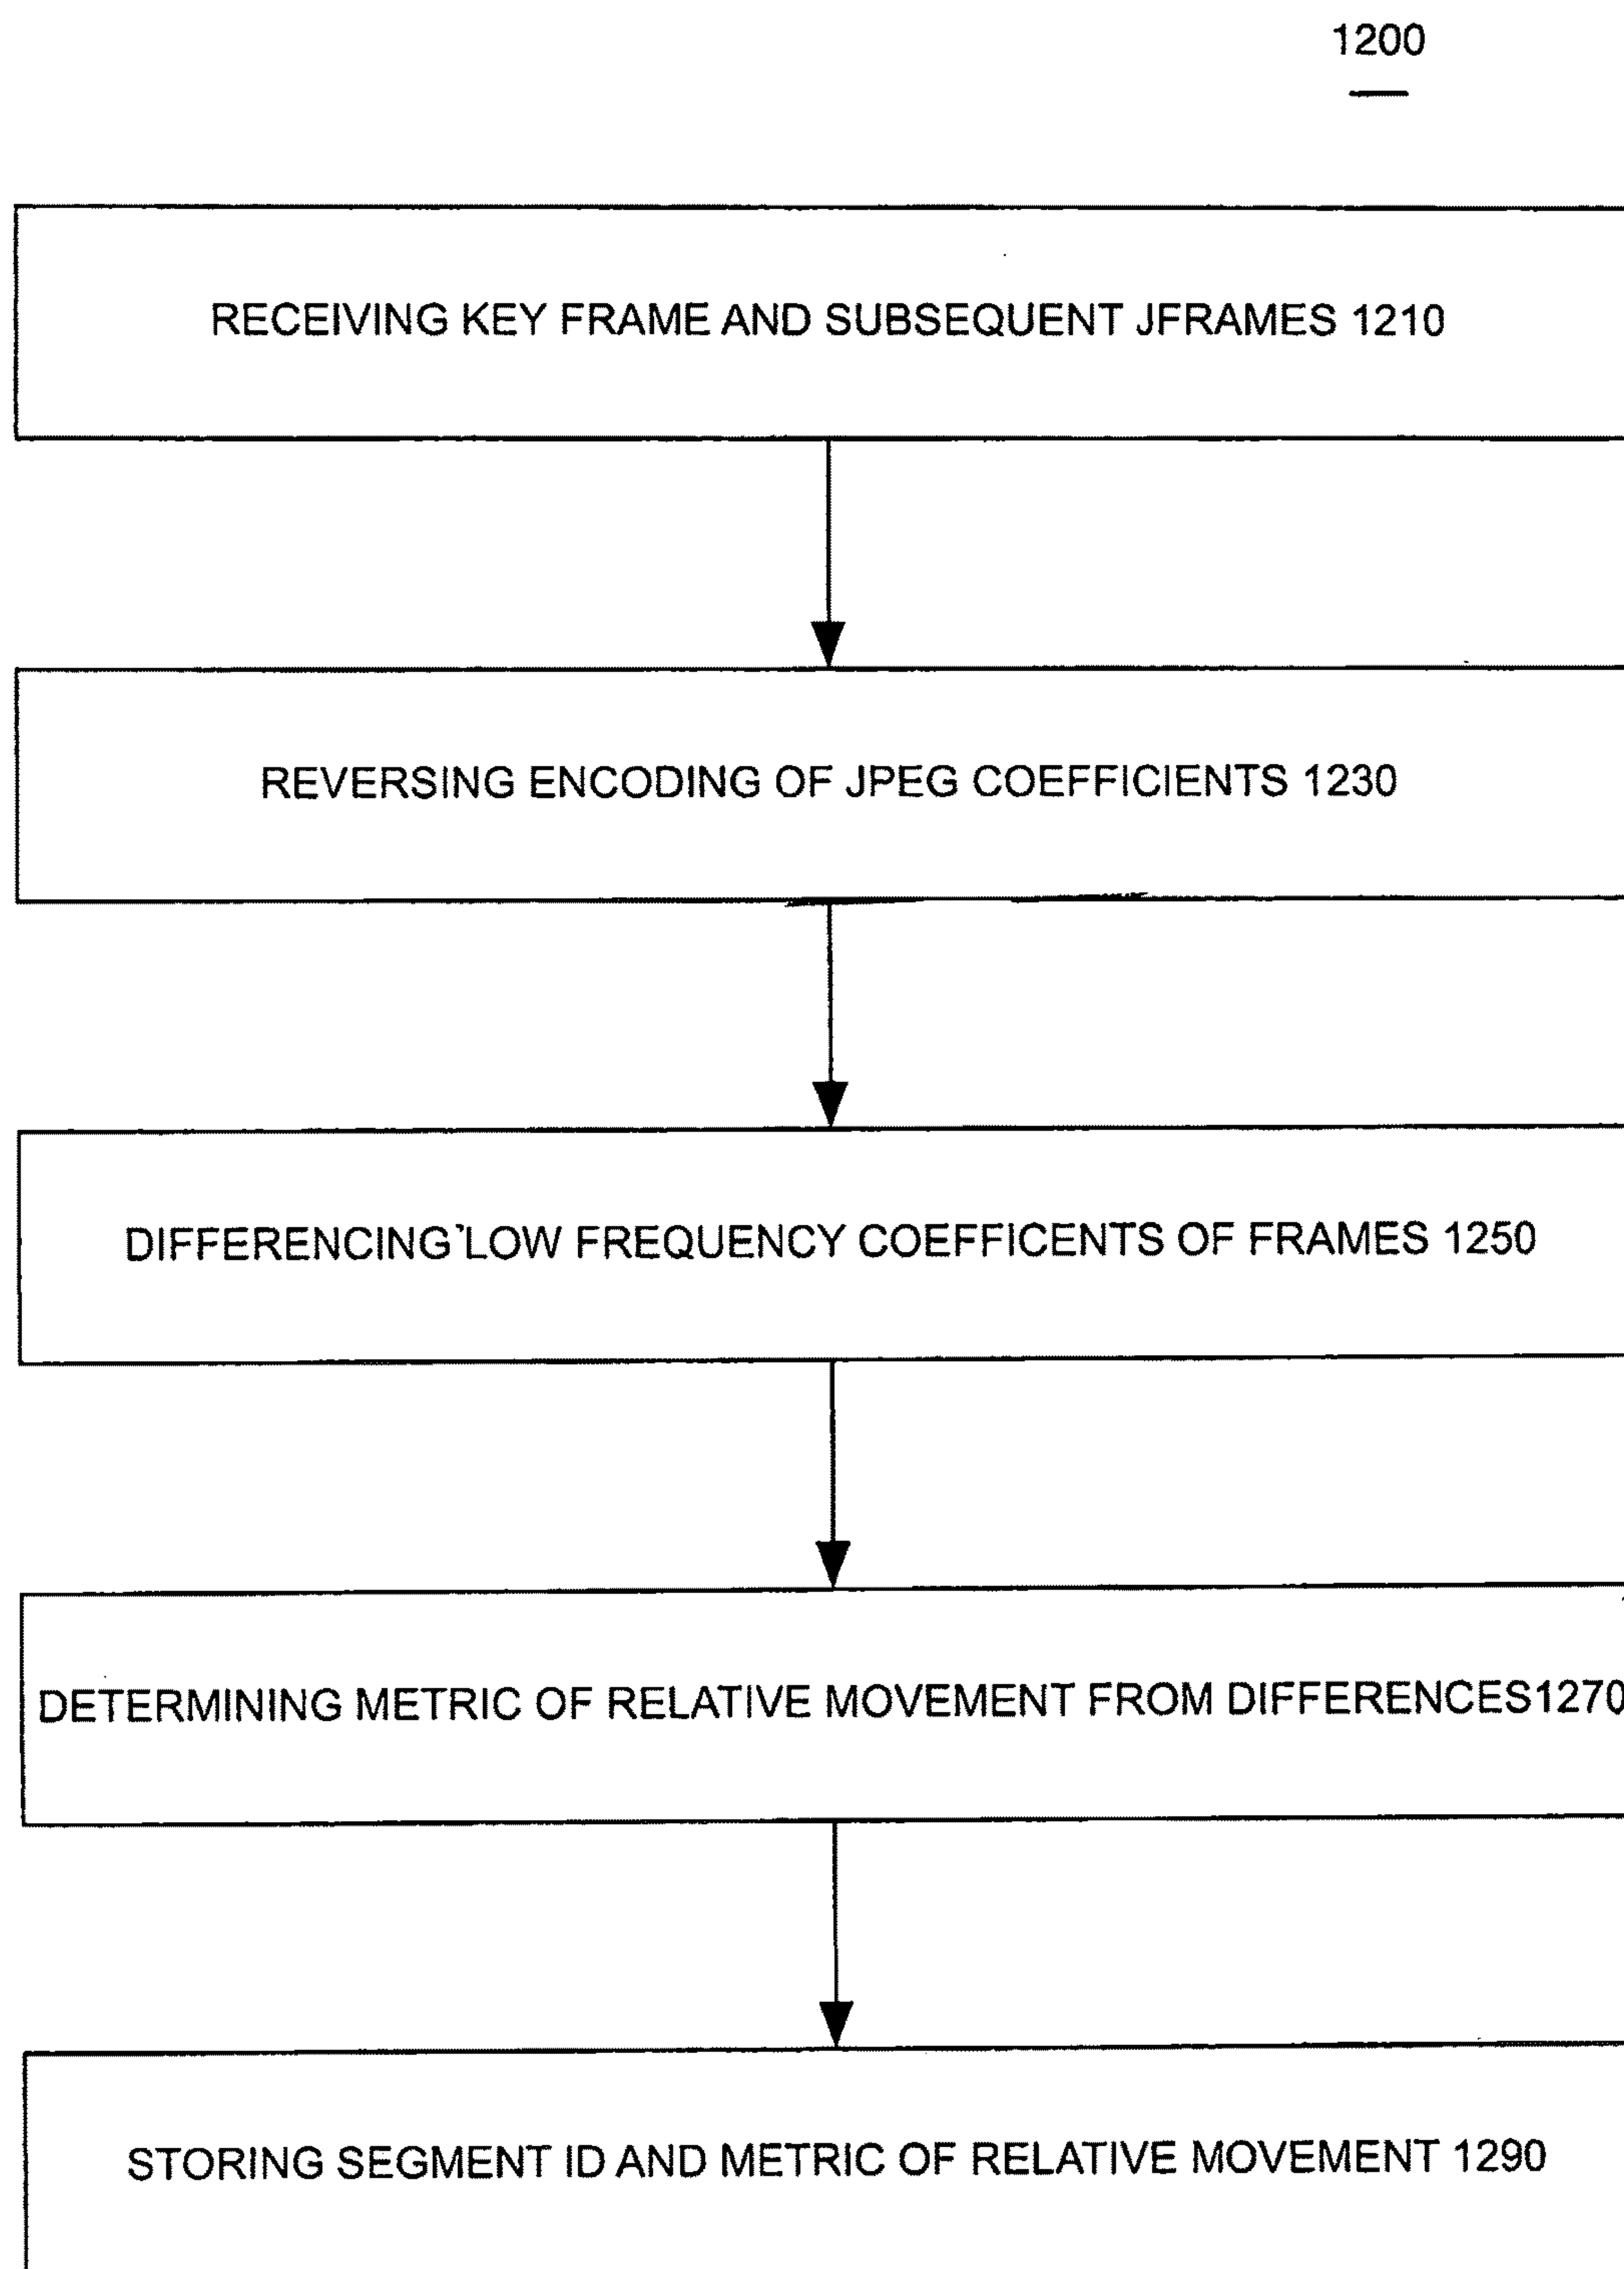 1200
RECEIVING KEY FRAME AND SUBSEQUENT JFRAMES 1210
REVERSING ENCODING OF JPEG COEFFICIENTS 1230
DIFFERENCING LOW FREQUENCY COEFFICENTS OF FRAMES 1250
DETERMINING METRIC OF RELATIVE MOVEMENT FROM DIFFERENCES1270
STORING SEGMENT ID AND METRIC OF RELATIVE MOVEMENT 1290